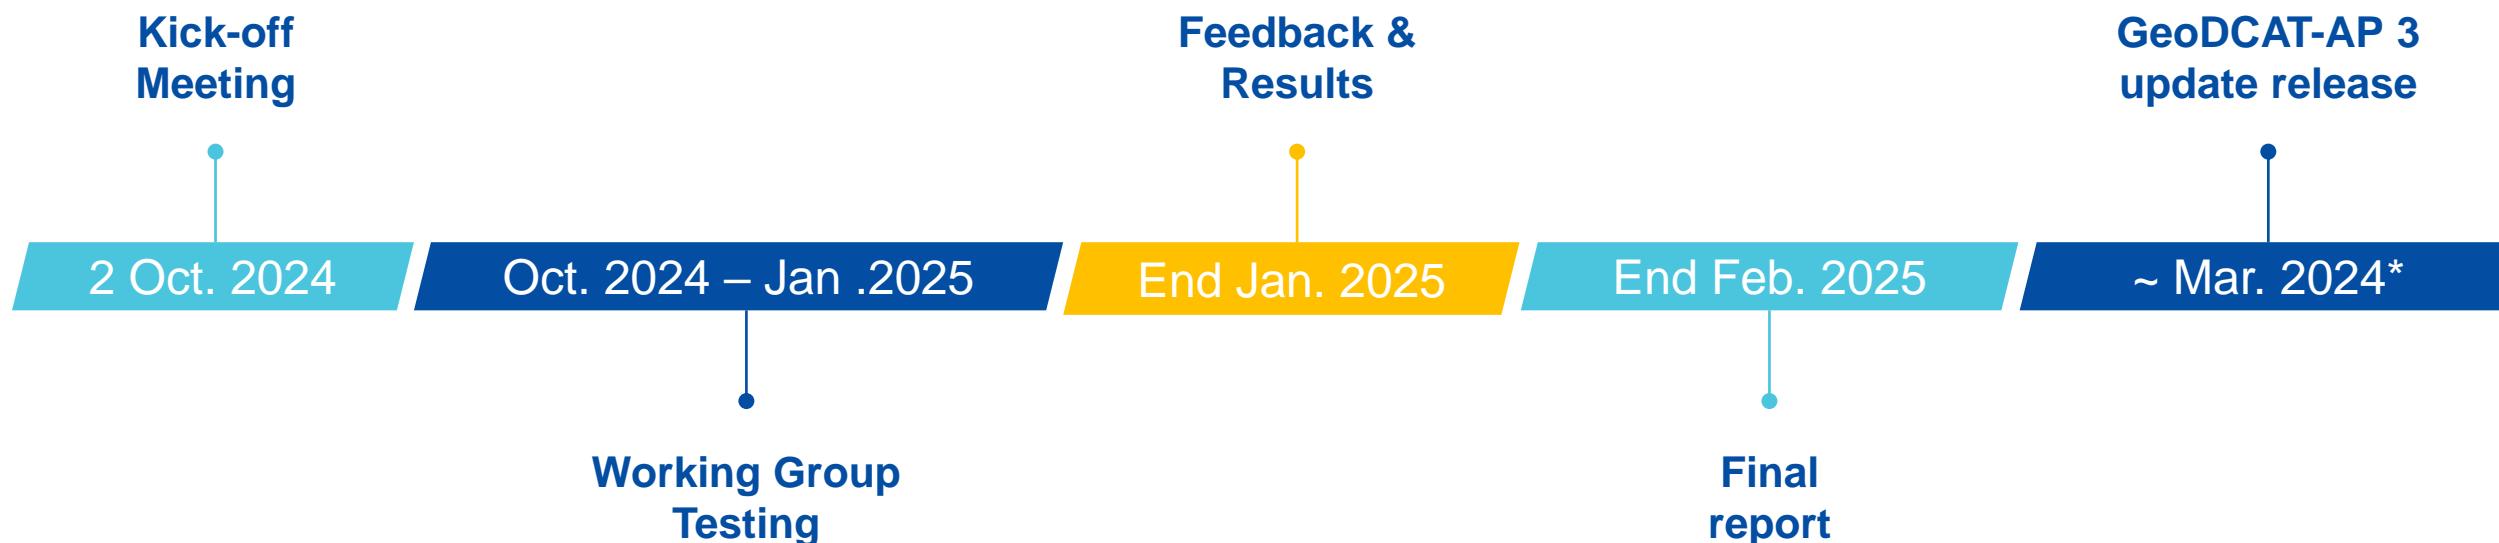 Kick-off
Meeting
Feedback &
Results
GeoDCAT-AP 3
update release
2 Oct. 2024
Oct. 2024 – Jan .2025
End Jan. 2025
End Feb. 2025
~ Mar. 2024*
Working Group
Testing
Final
report